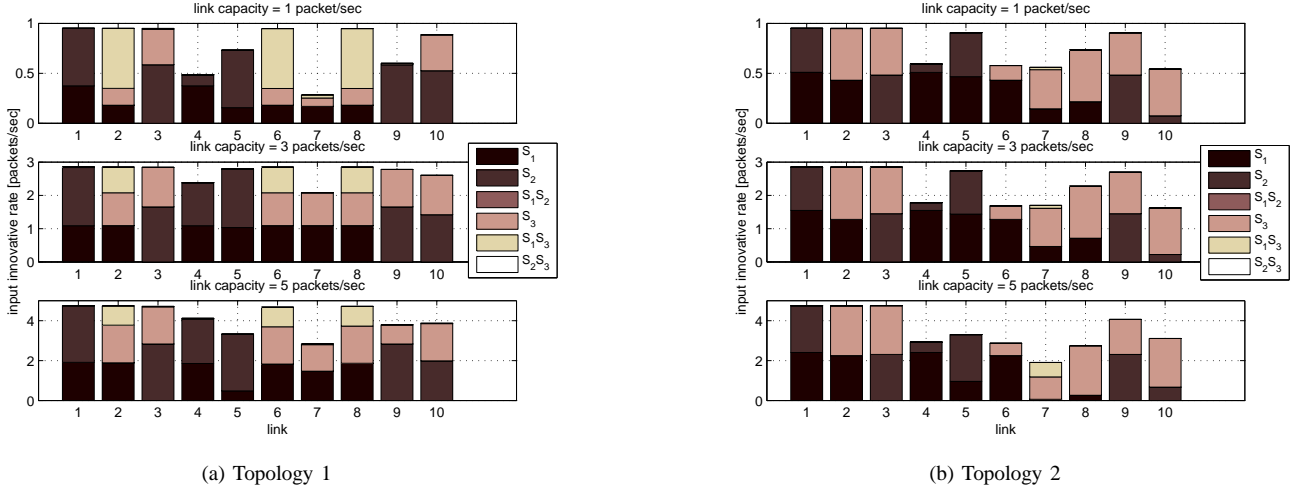 link capacity = 1 packet/sec
1
0.5
0
1 2 3 4 5 6 7 8 9 10
link capacity = 3 packets/sec
3
2
1
0
1 2 3 4 5 6 7 8 9 10
link capacity = 5 packets/sec
4
2
0
1 2 3 4 5 6 7 8 9 10
link
input innovative rate [packets/sec]
S1
S2
S1S2
S3
S1S3
S2S3
(a) Topology 1
link capacity = 1 packet/sec
1
0.5
0
1 2 3 4 5 6 7 8 9 10
link capacity = 3 packets/sec
3
2
1
0
1 2 3 4 5 6 7 8 9 10
link capacity = 5 packets/sec
4
2
0
1 2 3 4 5 6 7 8 9 10
link
input innovative rate [packets/sec]
S1
S2
S1S2
S3
S1S3
S2S3
(b) Topology 2